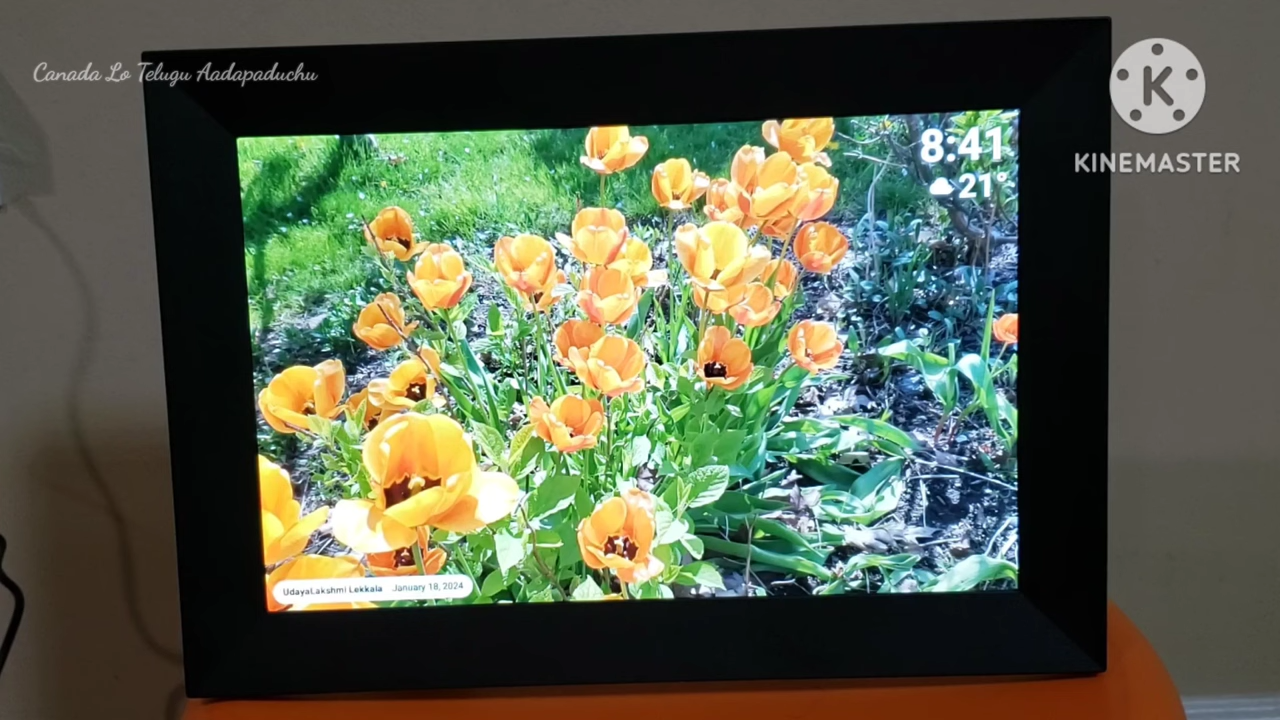 Canada Lo Telugu Aadapaduchu
K
KINEMASTER
8:41
21°
UdayaLakshmi Lekkala January 18, 2024